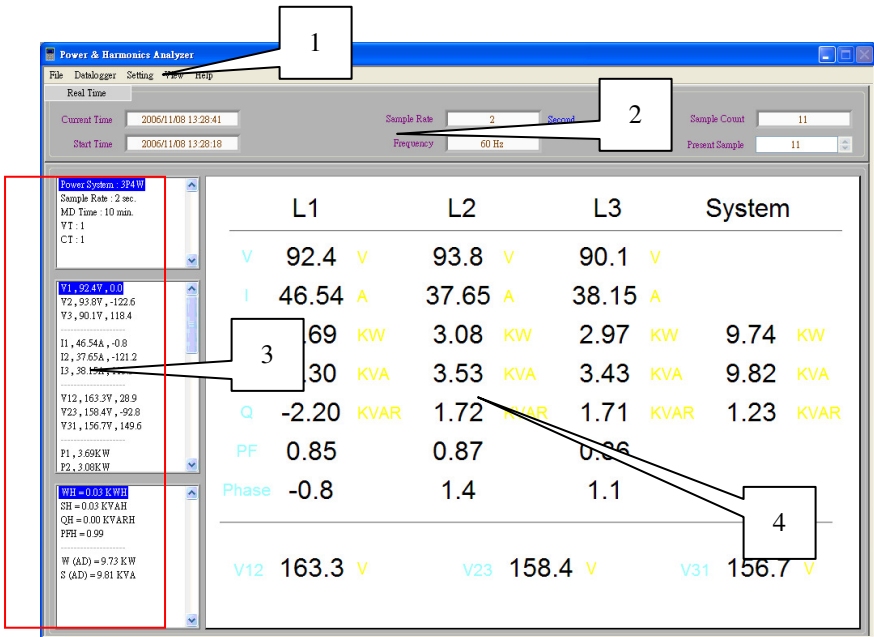 1
Power & Harmonics Analyzer
File Datalogger Setting View Help
Real Time
Current Time 2006/11/08 13:28:41 Sample Rate 2 Second 2 Sample Count 11
Start Time 2006/11/08 13:28:18 Frequency 60 Hz Present Sample 11
Power System : 3P4W
Sample Rate : 2 sec.
MD Time : 10 min.
VT : 1
CT : 1
V1 , 92.4V , 0.0
V2 , 93.8V , -122.6
V3 , 90.1V , 118.4
I1 , 46.54A , -0.8
I2 , 37.65A , -121.2
I3 , 38.15A
V12 , 163.3V , 28.9
V23 , 158.4V , -92.8
V31 , 156.7V , 149.6
P1 , 3.69KW
P2 , 3.08KW
WH = 0.03 KWH
SH = 0.03 KVAH
QH = 0.00 KVARH
PFH = 0.99
W (AD) = 9.73 KW
S (AD) = 9.81 KVA
3
L1 L2 L3 System
V 92.4 V 93.8 V 90.1 V
I 46.54 A 37.65 A 38.15 A
.69 KW 3.08 KW 2.97 KW 9.74 KW
.30 KVA 3.53 KVA 3.43 KVA 9.82 KVA
Q -2.20 KVAR 1.72 KVAR 1.71 KVAR 1.23 KVAR
PF 0.85 0.87
Phase -0.8 1.4 1.1
4
V12 163.3 V V23 158.4 V V31 156.7 V